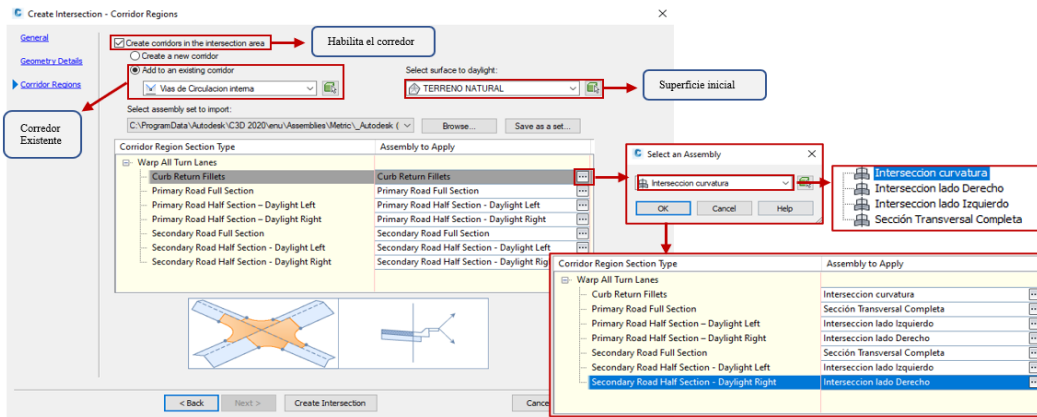 Create Intersection - Corridor Regions
General
Geometry Details
Corridor Regions
Create corridors in the intersection area
Habilita el corredor
Create a new corridor
Add to an existing corridor
Vias de Circulacion interna
Select surface to daylight:
TERRENO NATURAL
Superficie inicial
Corredor
Existente
Select assembly set to import:
C:\ProgramData\Autodesk\C3D 2020\enu\Assemblies\Metric\_Autodesk (
Browse...
Save as a set...
Corridor Region Section Type
Assembly to Apply
Warp All Turn Lanes
Curb Return Fillets
Curb Return Fillets
...
Primary Road Full Section
Primary Road Full Section
...
Primary Road Half Section – Daylight Left
Primary Road Half Section - Daylight Left
...
Primary Road Half Section – Daylight Right
Primary Road Half Section - Daylight Right
...
Secondary Road Full Section
Secondary Road Full Section
...
Secondary Road Half Section - Daylight Left
Secondary Road Half Section - Daylight Left
...
Secondary Road Half Section - Daylight Right
Secondary Road Half Section - Daylight Rig
Select an Assembly
Interseccion curvatura
OK
Cancel
Help
Interseccion curvatura
Interseccion lado Derecho
Interseccion lado Izquierdo
Sección Transversal Completa
Corridor Region Section Type
Assembly to Apply
Warp All Turn Lanes
Curb Return Fillets
Interseccion curvatura
...
Primary Road Full Section
Sección Transversal Completa
...
Primary Road Half Section – Daylight Left
Interseccion lado Izquierdo
...
Primary Road Half Section – Daylight Right
Interseccion lado Derecho
...
Secondary Road Full Section
Sección Transversal Completa
...
Secondary Road Half Section - Daylight Left
Interseccion lado Izquierdo
...
Secondary Road Half Section - Daylight Right
Interseccion lado Derecho
...
< Back
Next >
Create Intersection
Cance